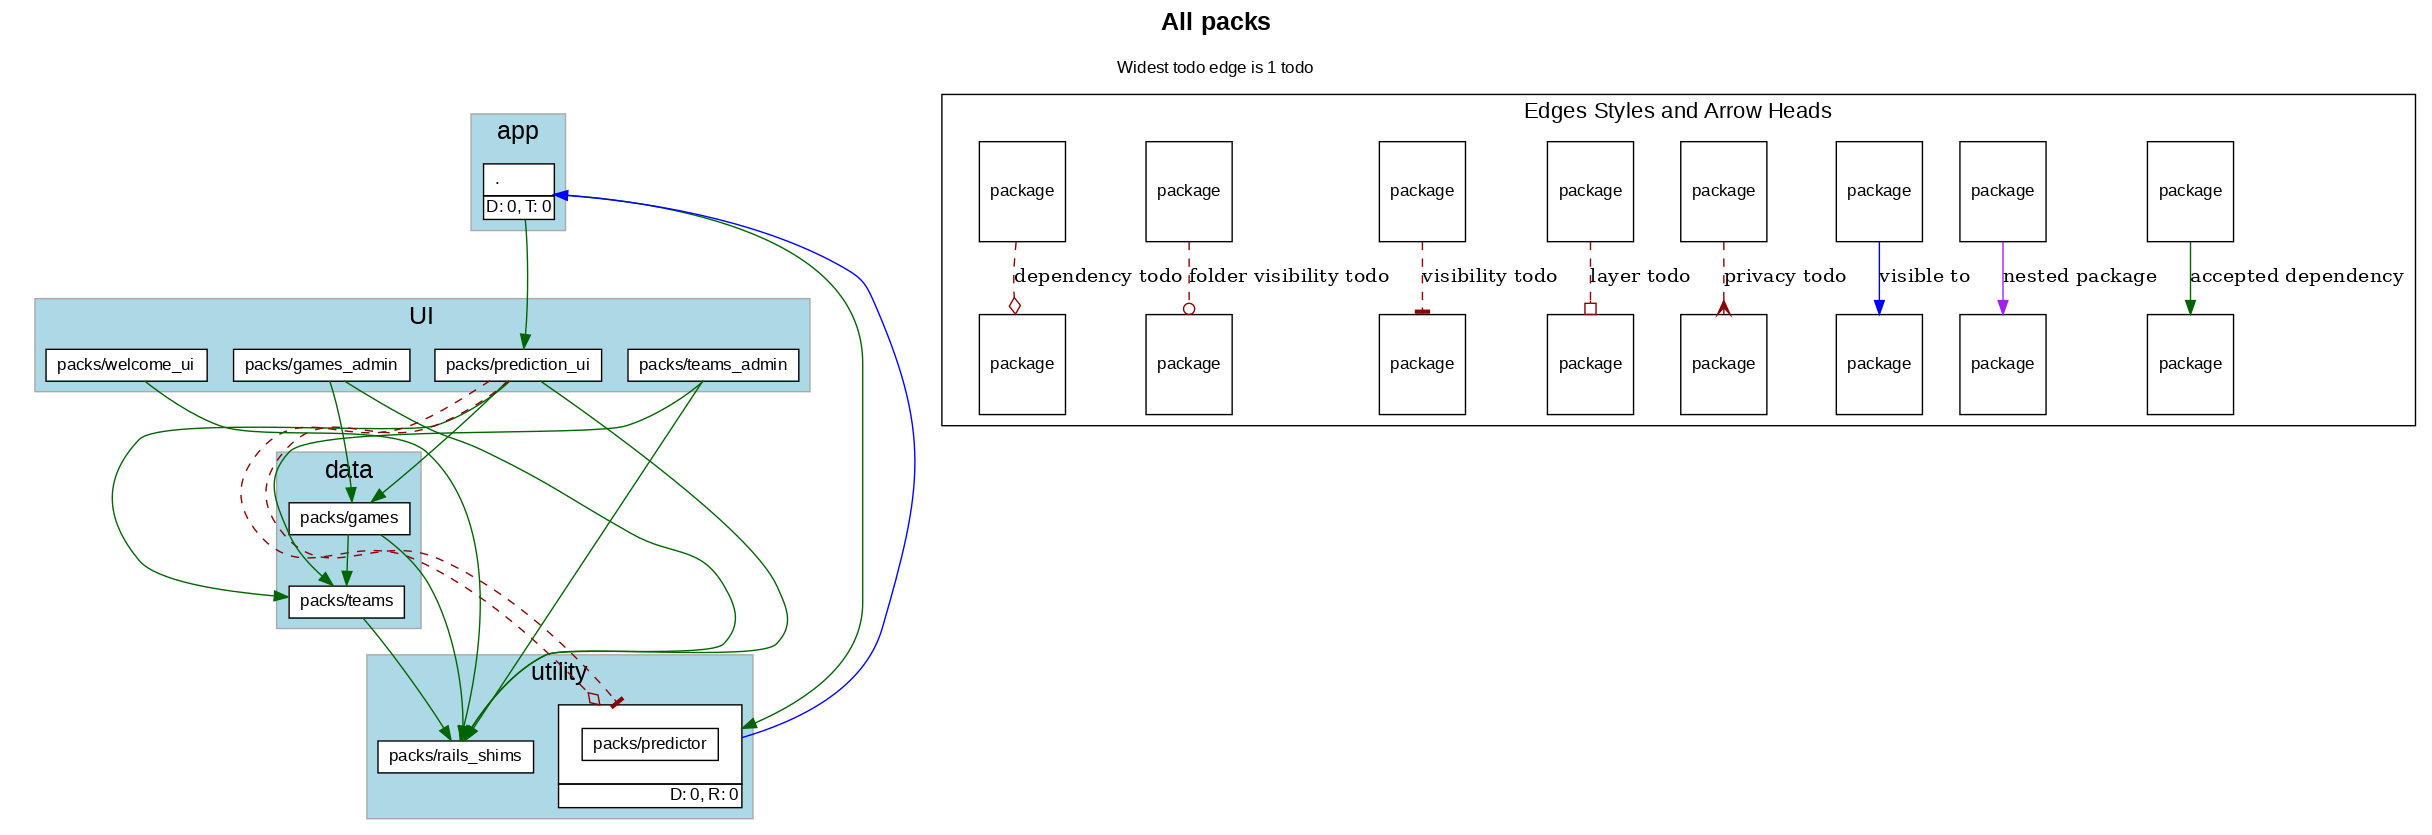 All packs
Widest todo edge is 1 todo
app
.
D: 0, T: 0
UI
packs/welcome_ui
packs/games_admin
packs/prediction_ui
packs/teams_admin
data
packs/games
packs/teams
utility
packs/rails_shims
packs/predictor
D: 0, R: 0
Edges Styles and Arrow Heads
package
package
package
package
package
package
package
package
dependency todo
folder visibility todo
visibility todo
layer todo
privacy todo
visible to
nested package
accepted dependency
package
package
package
package
package
package
package
package